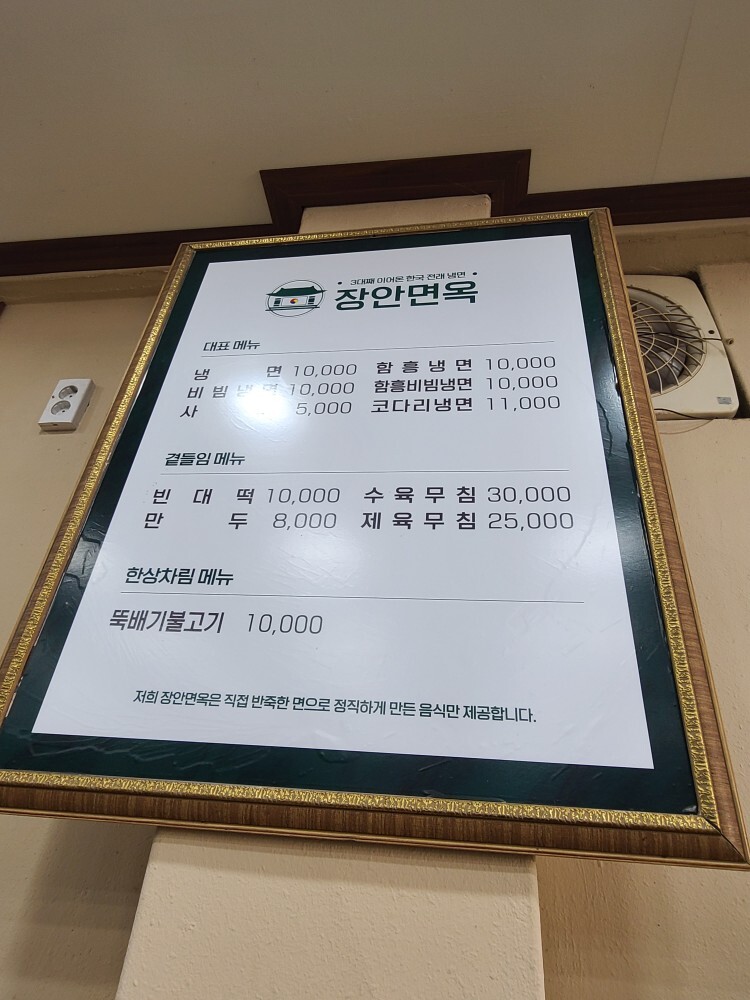 3대째 이어온 한국 전래 냉면
장안면옥
대표 메뉴
냉 면 10,000 함 흥 냉 면 10,000
비 빔 냉 면 10,000 함흥비빔냉면 10,000
사 5,000 코다리냉면 11,000
곁들임 메뉴
빈 대 떡 10,000 수 육 무 침 30,000
만 두 8,000 제 육 무 침 25,000
한상차림 메뉴
뚝배기불고기 10,000
저희 장안면옥은 직접 반죽한 면으로 정직하게 만든 음식만 제공합니다.